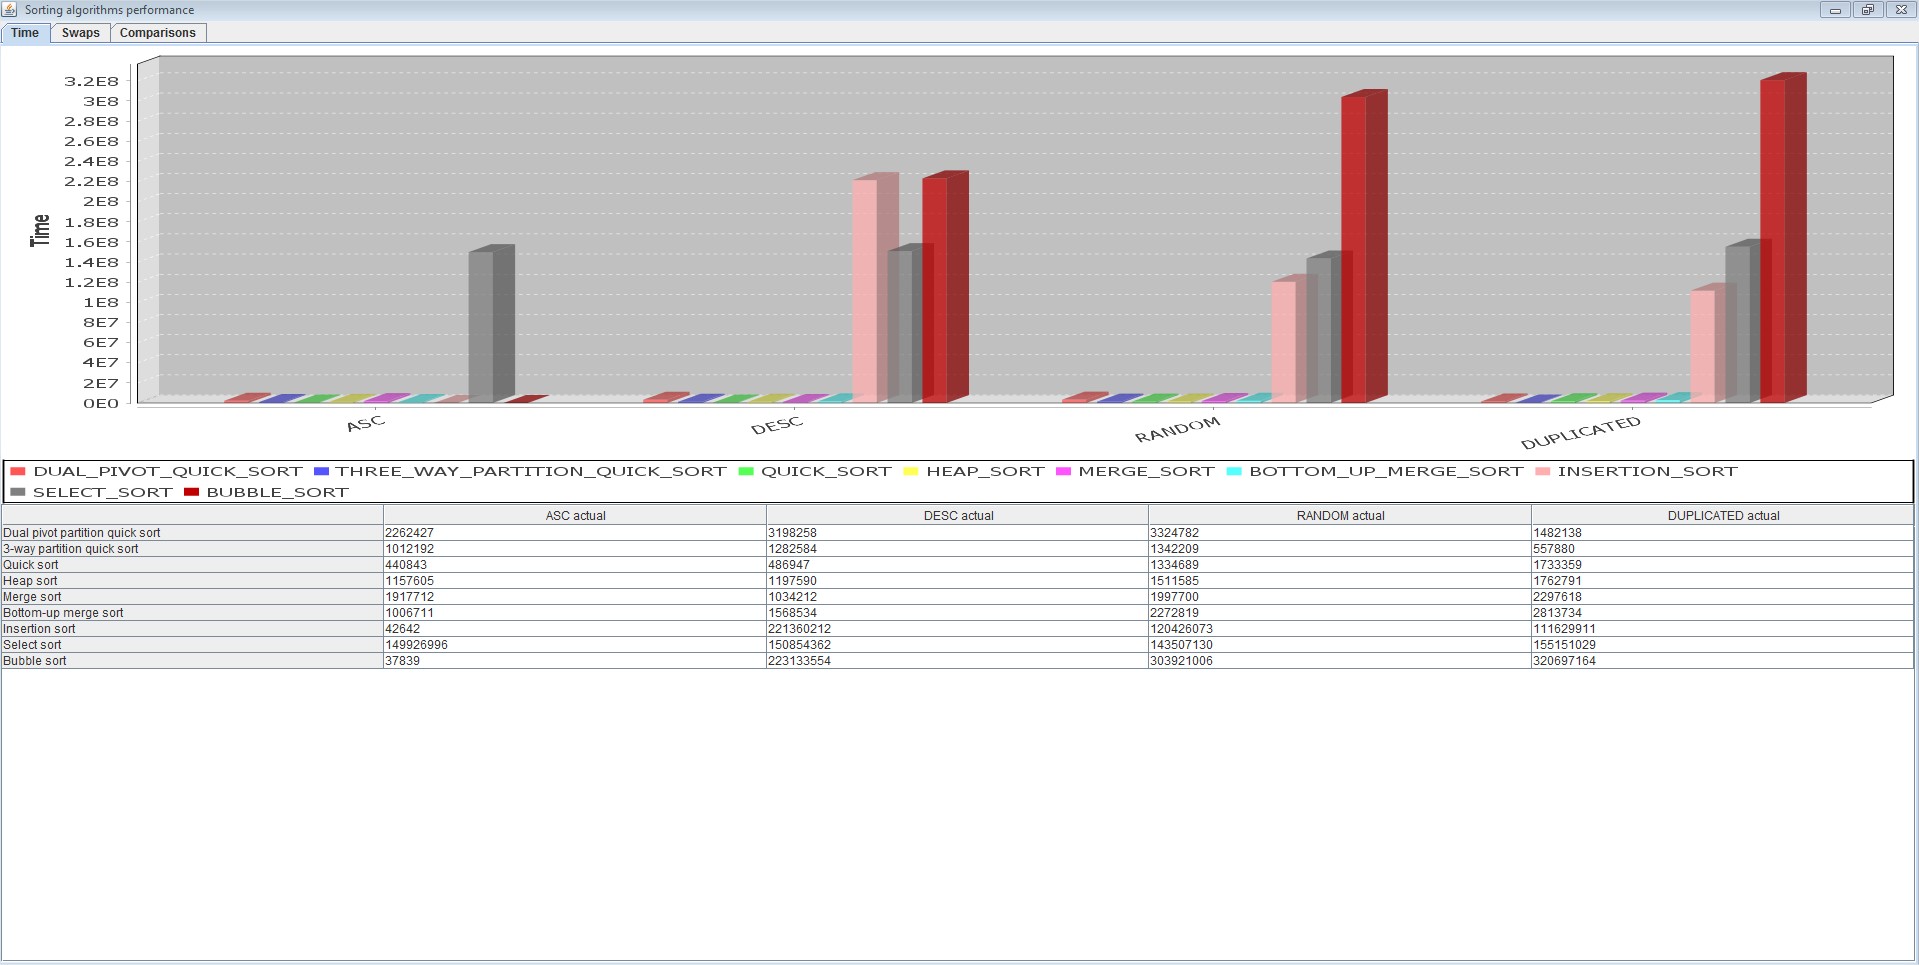 Sorting algorithms performance
Time Swaps Comparisons
3.2E8
3E8
2.8E8
2.6E8
2.4E8
2.2E8
2E8
1.8E8
1.6E8
1.4E8
1.2E8
1E8
8E7
6E7
4E7
2E7
0E0
Time
ASC DESC RANDOM DUPLICATED
DUAL_PIVOT_QUICK_SORT THREE_WAY_PARTITION_QUICK_SORT QUICK_SORT HEAP_SORT MERGE_SORT BOTTOM_UP_MERGE_SORT INSERTION_SORT
SELECT_SORT BUBBLE_SORT
ASC actual DESC actual RANDOM actual DUPLICATED actual
Dual pivot partition quick sort 2262427 3198258 3324782 1482138
3-way partition quick sort 1012192 1282584 1342209 557880
Quick sort 440843 486947 1334689 1733359
Heap sort 1157605 1197590 1511585 1762791
Merge sort 1917712 1034212 1997700 2297618
Bottom-up merge sort 1006711 1568534 2272819 2813734
Insertion sort 42642 221360212 120426073 111629911
Select sort 149926996 150854362 143507130 155151029
Bubble sort 37839 223133554 303921006 320697164